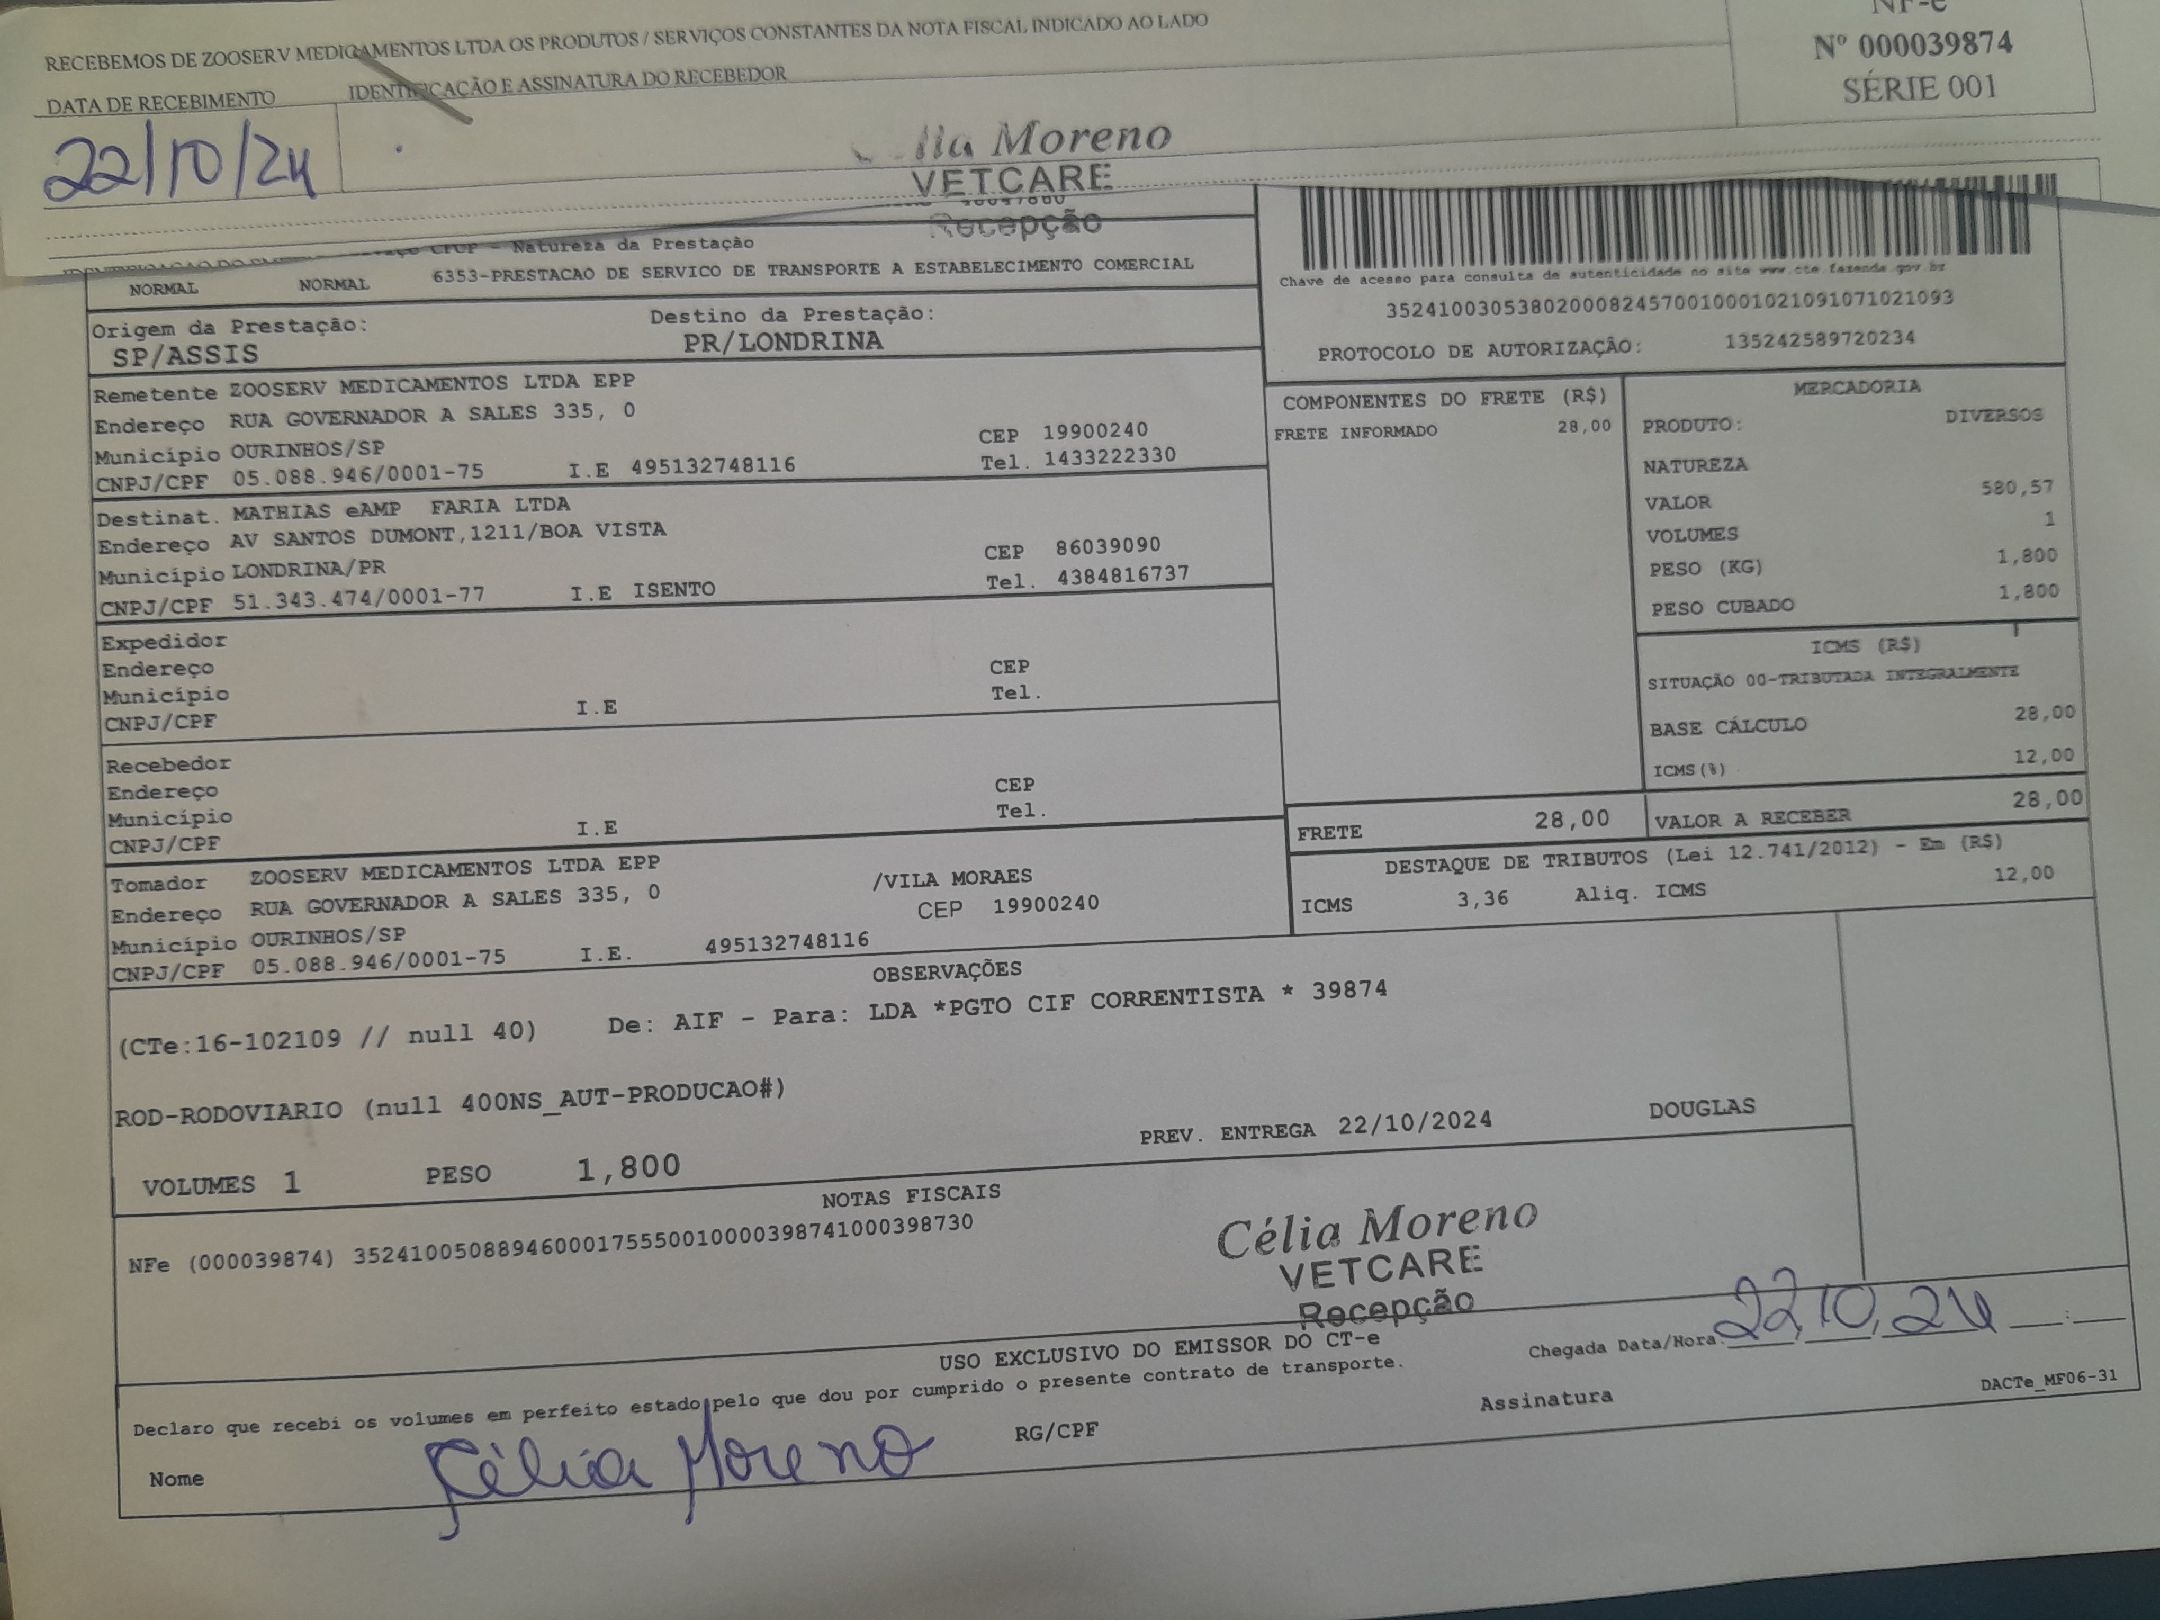 RECEBEMOS DE ZOOSERV MEDICAMENTOS LTDA OS PRODUTOS / SERVIÇOS CONSTANTES DA NOTA FISCAL INDICADO AO LADO
NF-e
Nº 000039874
SÉRIE 001
DATA DE RECEBIMENTO IDENTIFICAÇÃO E ASSINATURA DO RECEBEDOR
22/10/24
Moreno
VETCARE
Recepção
CFOP - Natureza da Prestação
NORMAL NORMAL 6353-PRESTACAO DE SERVICO DE TRANSPORTE A ESTABELECIMENTO COMERCIAL
Chave de acesso para consulta de autenticidade no site www.cte.fazenda.gov.br
35241003053802000824570010001021091071021093
PROTOCOLO DE AUTORIZAÇÃO: 135242589720234
Origem da Prestação: Destino da Prestação:
SP/ASSIS PR/LONDRINA
Remetente ZOOSERV MEDICAMENTOS LTDA EPP
Endereço RUA GOVERNADOR A SALES 335, 0
Município OURINHOS/SP CEP 19900240
CNPJ/CPF 05.088.946/0001-75 I.E 495132748116 Tel. 1433222330
Destinat. MATHIAS eAMP FARIA LTDA
Endereço AV SANTOS DUMONT,1211/BOA VISTA
Município LONDRINA/PR CEP 86039090
CNPJ/CPF 51.343.474/0001-77 I.E ISENTO Tel. 4384816737
Expedidor
Endereço CEP
Município Tel.
CNPJ/CPF I.E
Recebedor
Endereço CEP
Município Tel.
CNPJ/CPF I.E
Tomador ZOOSERV MEDICAMENTOS LTDA EPP /VILA MORAES
Endereço RUA GOVERNADOR A SALES 335, 0 CEP 19900240
Município OURINHOS/SP
CNPJ/CPF 05.088.946/0001-75 I.E. 495132748116
COMPONENTES DO FRETE (R$)
FRETE INFORMADO 28,00
MERCADORIA
PRODUTO: DIVERSOS
NATUREZA
VALOR 580,57
VOLUMES 1
PESO (KG) 1,800
PESO CUBADO 1,800
ICMS (R$)
SITUAÇÃO 00-TRIBUTADA INTEGRALMENTE
BASE CÁLCULO 28,00
ICMS(%) 12,00
FRETE 28,00 VALOR A RECEBER 28,00
DESTAQUE DE TRIBUTOS (Lei 12.741/2012) - Em (R$)
ICMS 3,36 Aliq. ICMS 12,00
OBSERVAÇÕES
(CTe:16-102109 // null 40) De: AIF - Para: LDA *PGTO CIF CORRENTISTA * 39874
ROD-RODOVIARIO (null 400NS_AUT-PRODUCAO#)
PREV. ENTREGA 22/10/2024 DOUGLAS
VOLUMES 1 PESO 1,800
NOTAS FISCAIS
NFe (000039874) 35241005088946000175550010000398741000398730
Célia Moreno
VETCARE
Recepção
USO EXCLUSIVO DO EMISSOR DO CT-e
Chegada Data/Hora: 22,10,24 __:__
Declaro que recebi os volumes em perfeito estado pelo que dou por cumprido o presente contrato de transporte.
Nome Célia Moreno RG/CPF Assinatura
DACTe_MF06-31